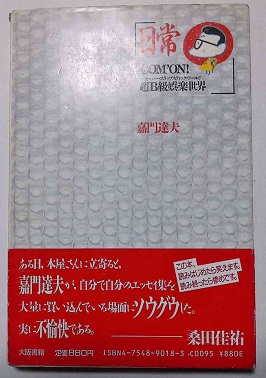 日常
COM'ON!
超B級娯楽世界
嘉門達夫
ある日、本屋さんに立寄ると、
嘉門達夫が、自分で自分のエッセイ集を
大量に買い込んでいる場面にソウグウした。
実に不愉快である。
桑田佳祐
この本、
読みはじめたら笑えます。
読み終ったら燃めです。
大阪書籍
定価880円
ISBN4-7548-9018-3 C0095 ¥880E